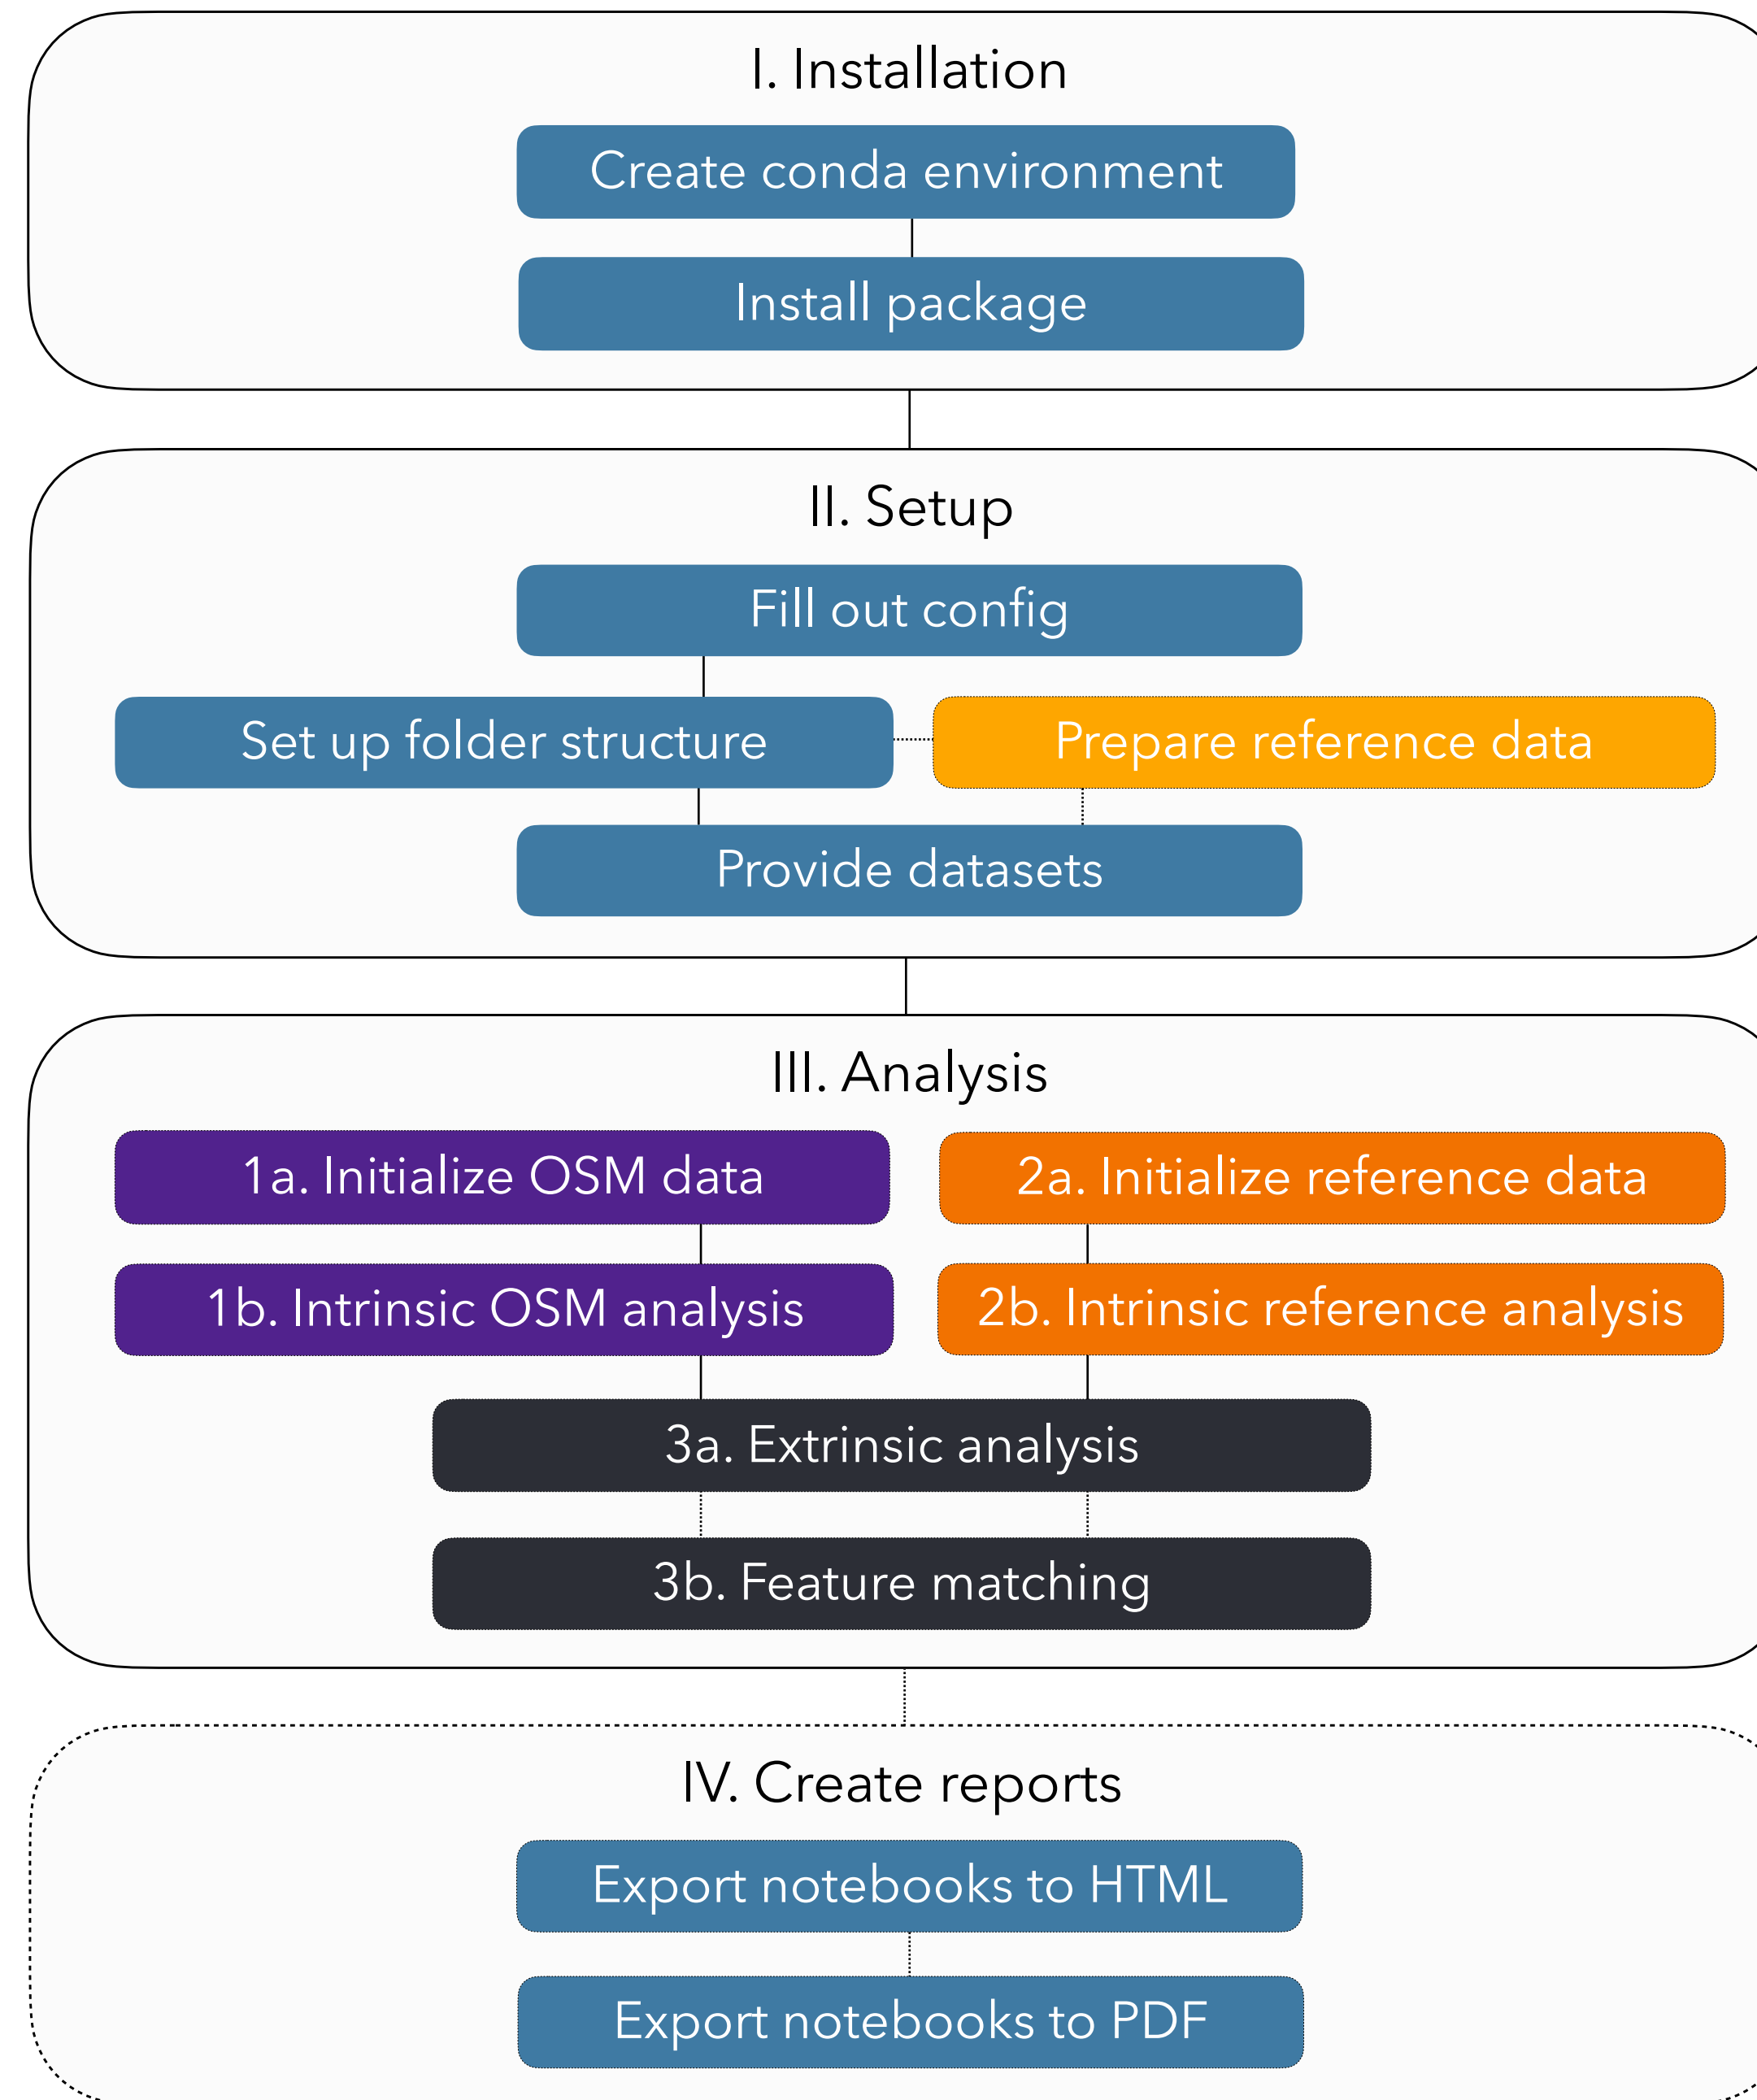 I. Installation
Create conda environment
Install package
II. Setup
Fill out config
Set up folder structure
Prepare reference data
Provide datasets
III. Analysis
1a. Initialize OSM data
2a. Initialize reference data
1b. Intrinsic OSM analysis
2b. Intrinsic reference analysis
3a. Extrinsic analysis
3b. Feature matching
IV. Create reports
Export notebooks to HTML
Export notebooks to PDF